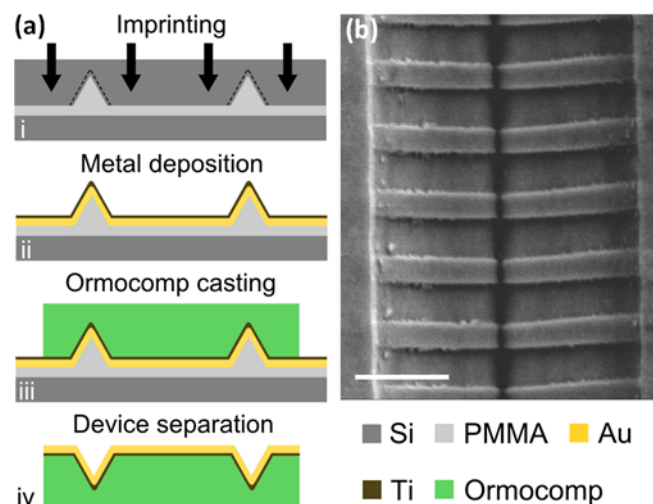 (a)
Imprinting
i
Metal deposition
ii
Ormocomp casting
iii
Device separation
iv
(b)
Si PMMA Au
Ti Ormocomp